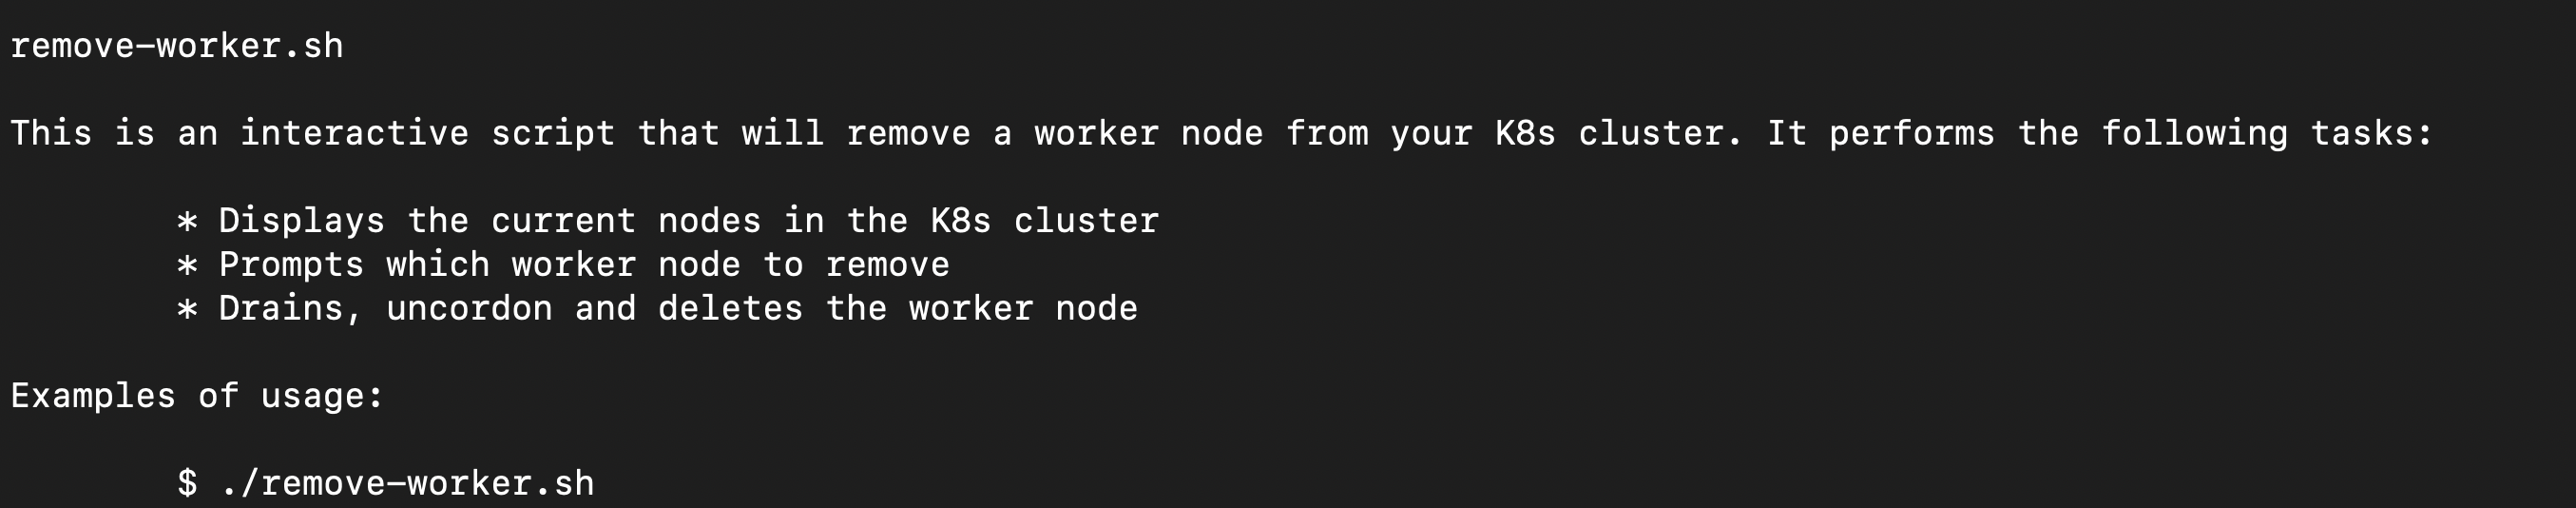 remove-worker.sh
This is an interactive script that will remove a worker node from your K8s cluster. It performs the following tasks:
* Displays the current nodes in the K8s cluster
* Prompts which worker node to remove
* Drains, uncordon and deletes the worker node
Examples of usage:
$ ./remove-worker.sh